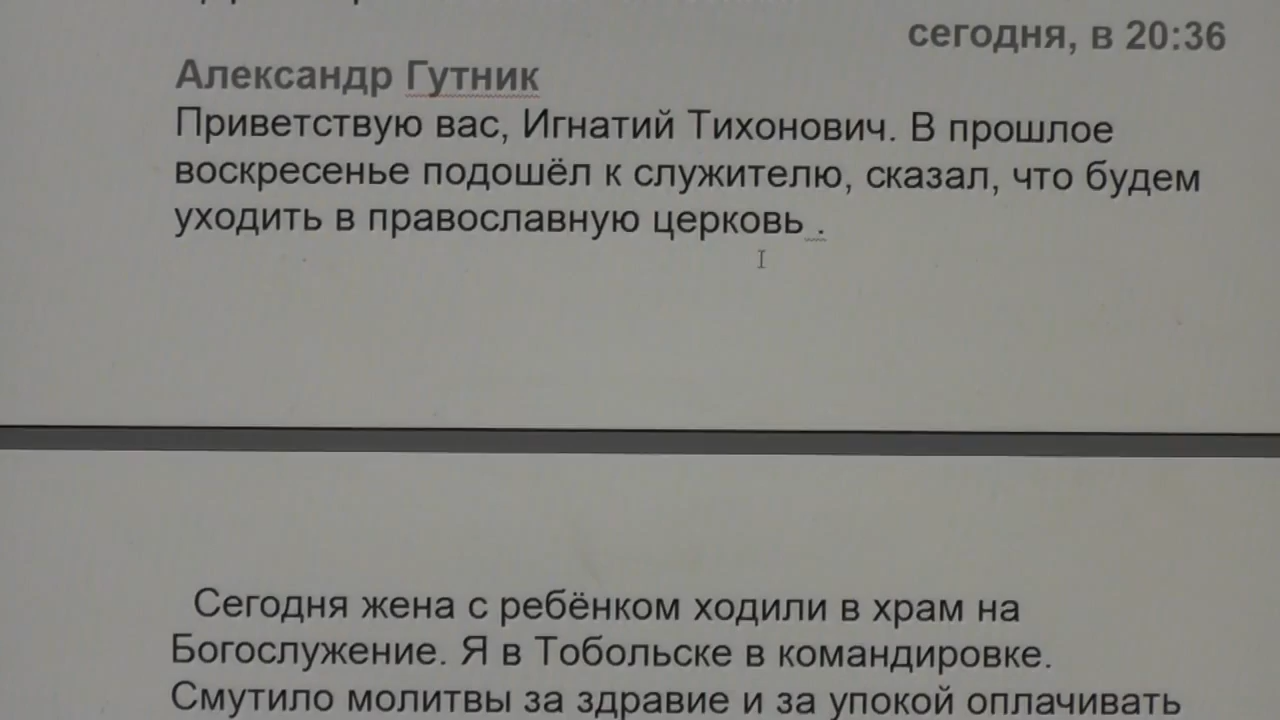 сегодня, в 20:36
Александр Гутник
Приветствую вас, Игнатий Тихонович. В прошлое
воскресенье подошёл к служителю, сказал, что будем
уходить в православную церковь .
Сегодня жена с ребёнком ходили в храм на
Богослужение. Я в Тобольске в командировке.
Смутило молитвы за здравие и за упокой оплачивать